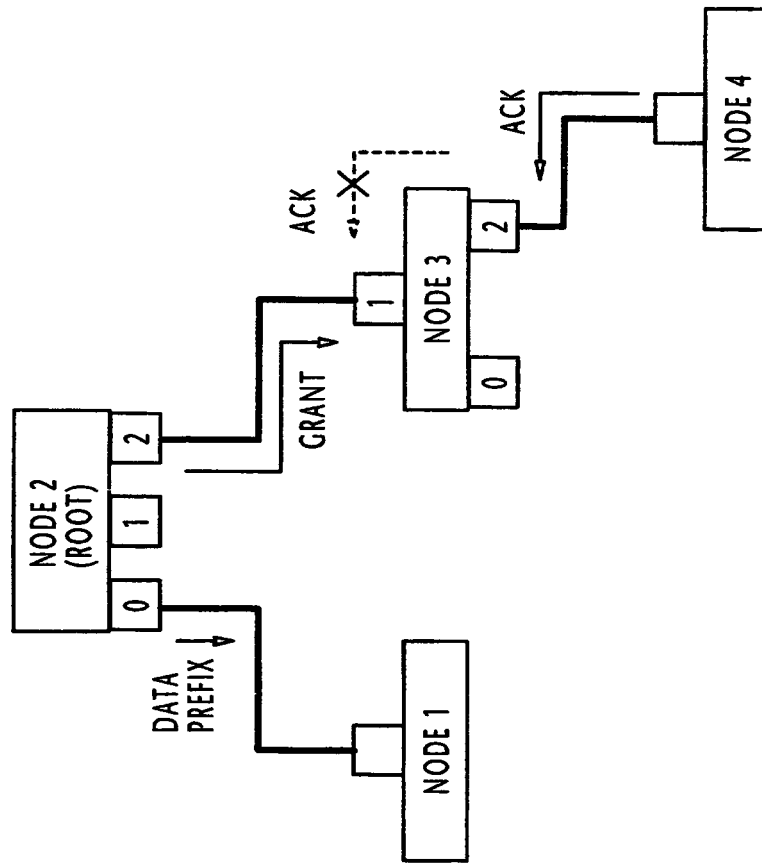 NODE 2
(ROOT)
0
1
2
DATA
PREFIX
GRANT
ACK
1
NODE 3
0
2
ACK
NODE 1
NODE 4